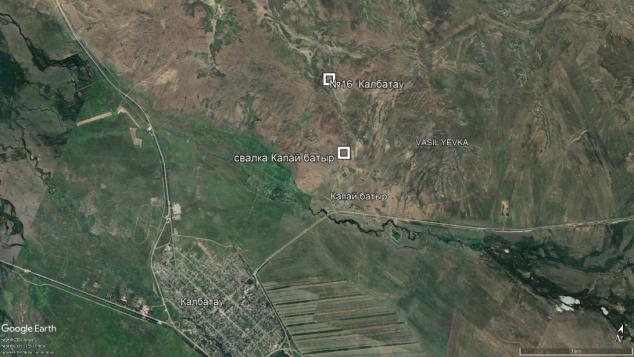 №16 Калбатау
VASIL'YEVKA
свалка Капай батыр
Капай батыр
Калбатау
Google Earth
N